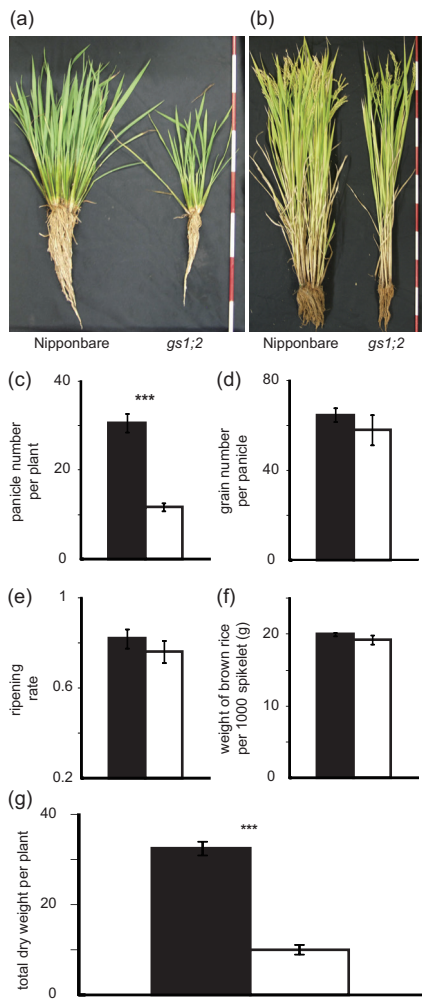 (a)
(b)
Nipponbare
gs1;2
Nipponbare
gs1;2
(c)
panicle number
per plant
40
20
0
***
(d)
grain number
per panicle
80
40
0
(e)
ripening
rate
1
0.6
0.2
(f)
weight of brown rice
per 1000 spikelet (g)
20
10
0
(g)
total dry weight per plant
40
20
0
***